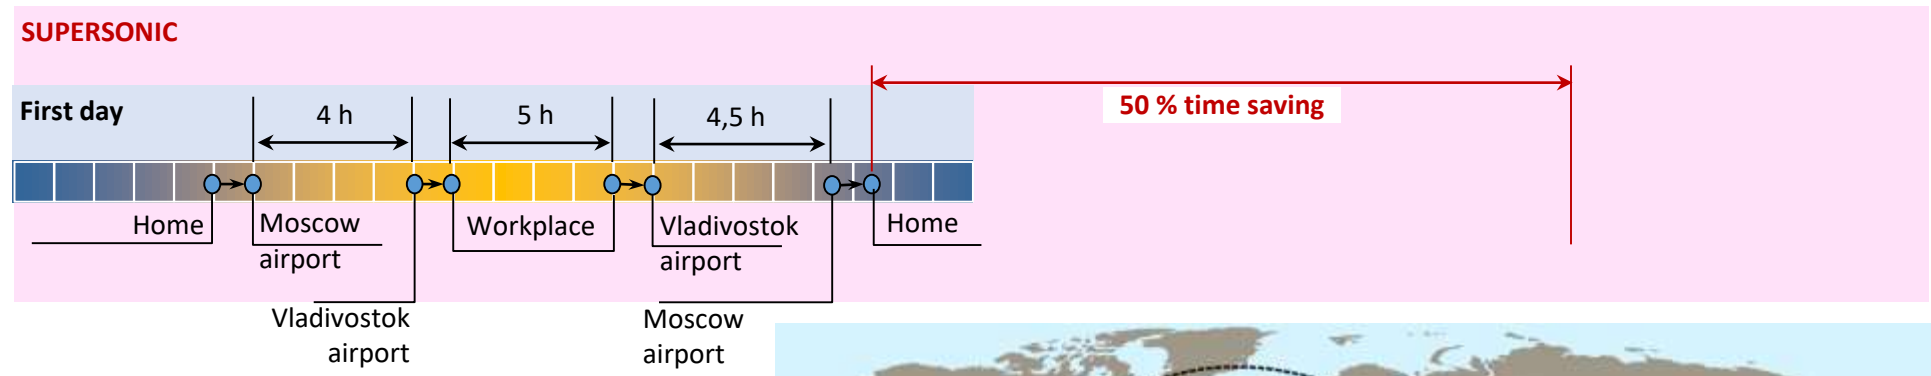 SUPERSONIC
First day
4 h
5 h
4,5 h
50 % time saving
Home
Moscow
airport
Workplace
Vladivostok
airport
Home
Vladivostok
airport
Moscow
airport